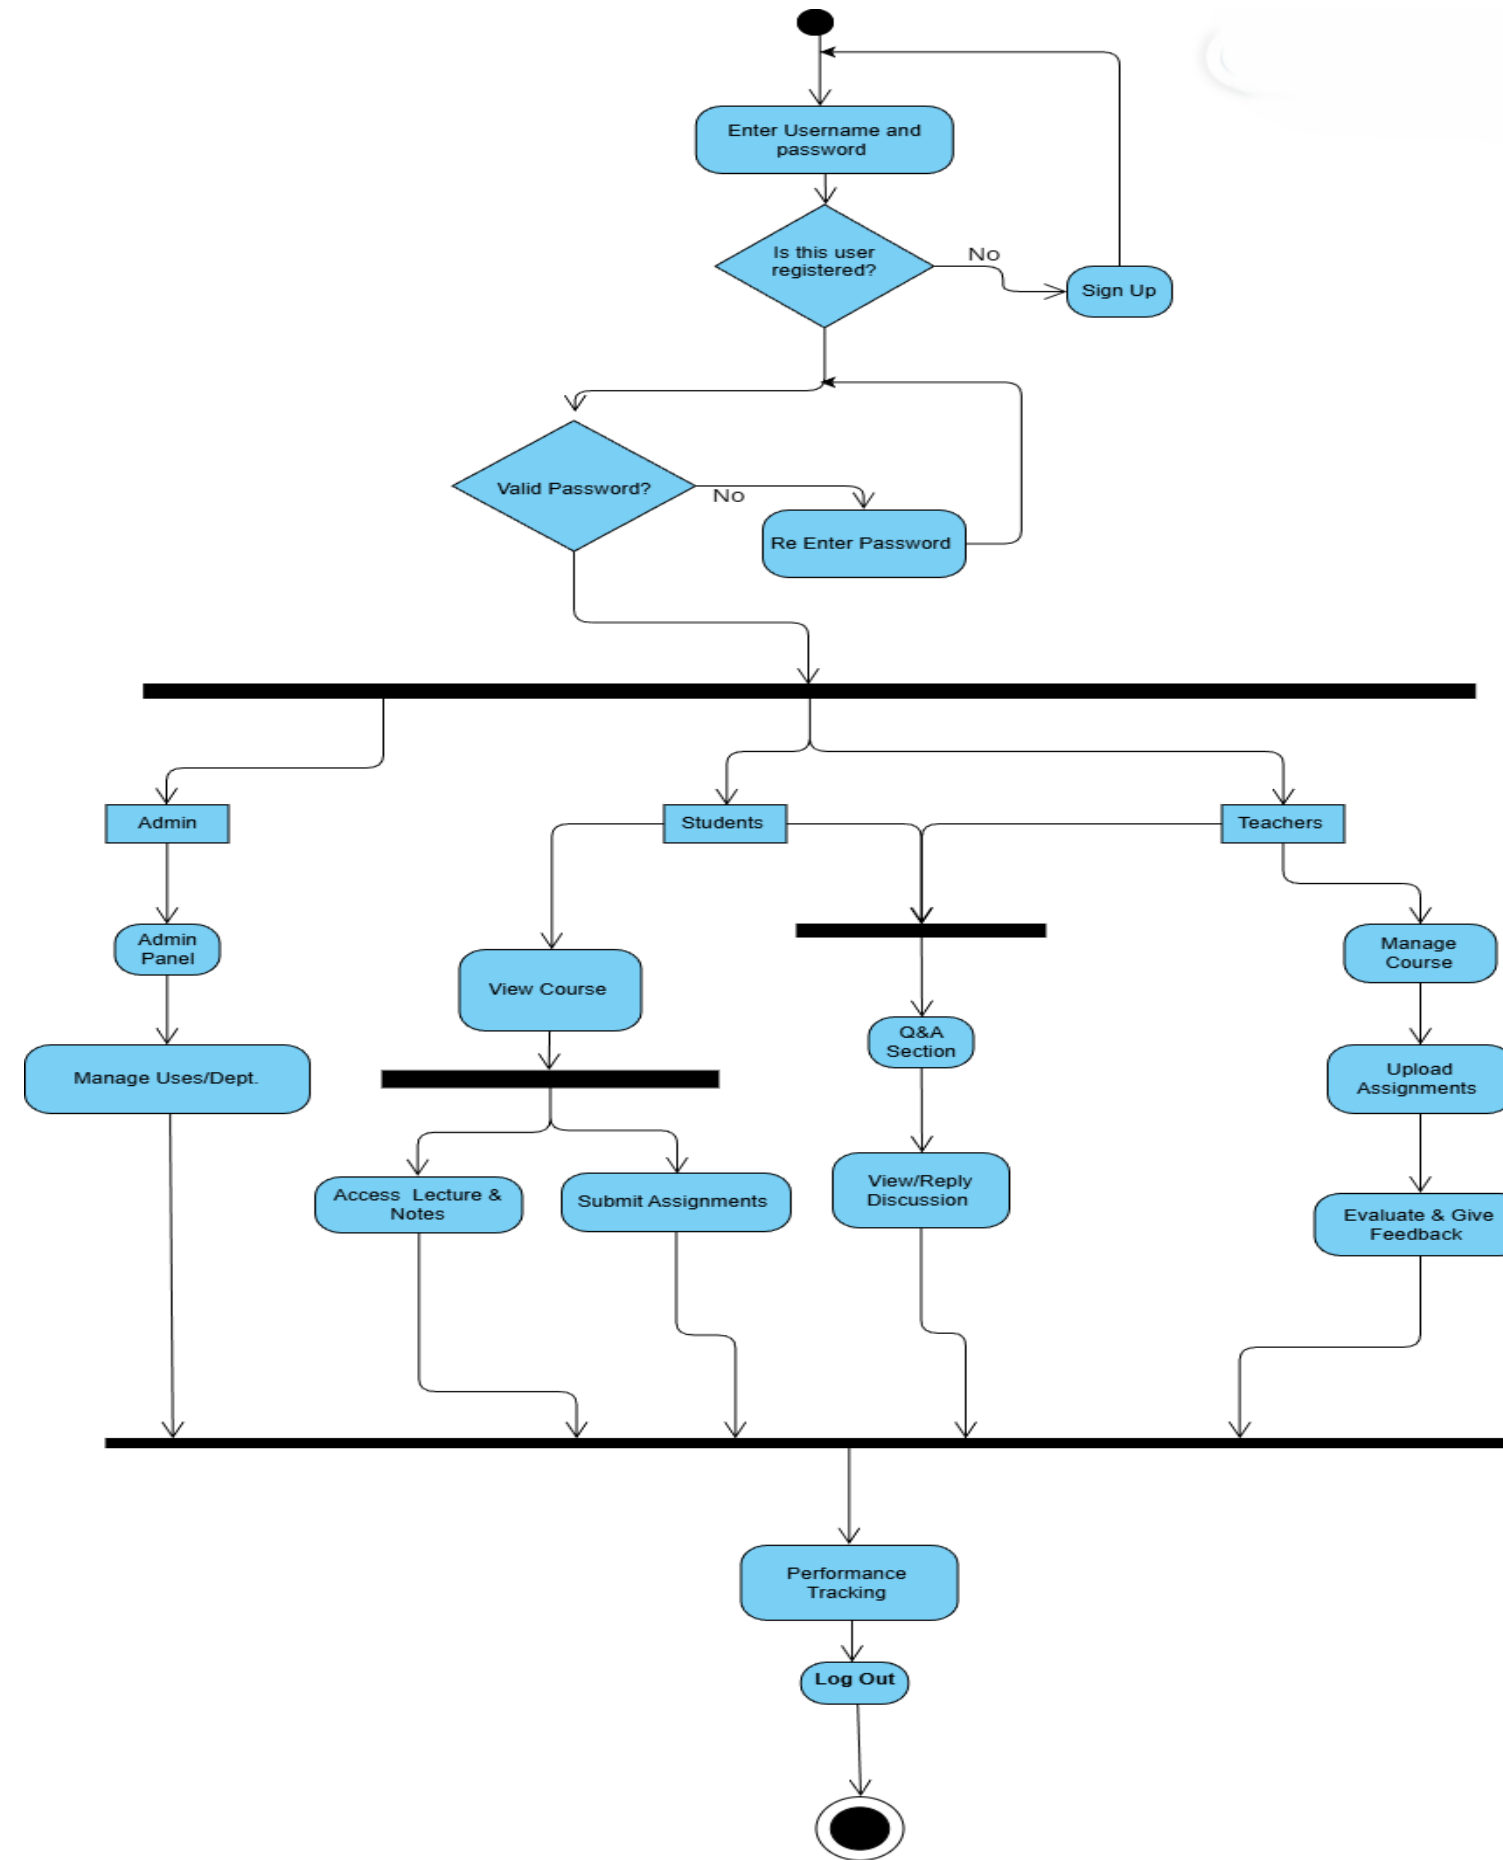 Enter Username and
password
Is this user
registered?
No
Sign Up
Valid Password?
No
Re Enter Password
Admin
Students
Teachers
Admin
Panel
View Course
Manage
Course
Q&A
Section
Manage Uses/Dept.
Upload
Assignments
Access  Lecture &
Notes
Submit Assignments
View/Reply
Discussion
Evaluate & Give
Feedback
Performance
Tracking
Log Out